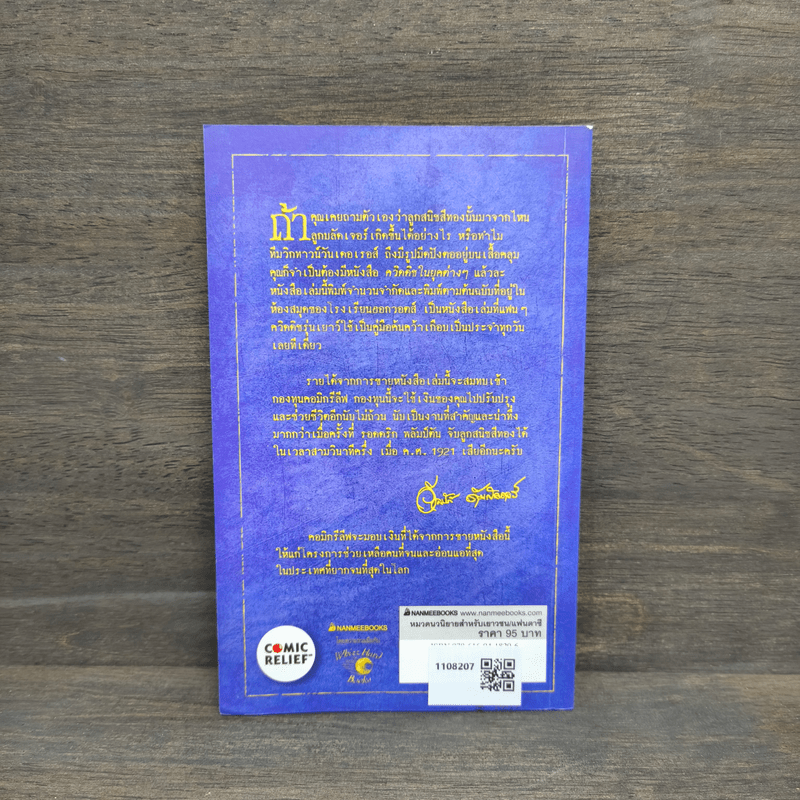 ถ้า คุณเคยถามตัวเองว่าลูกสนิชสีทองนั้นมาจากไหน
ลูกบลัดเจอร์เกิดขึ้นได้อย่างไร หรือทำไม
ทีมวิกทาวน์วันเดอเรอส์ ถึงมีรูปมีดปังตออยู่บนเสื้อคลุม
คุณก็จำเป็นต้องมีหนังสือ ควิดดิชในยุคต่างๆ แล้วละ
หนังสือเล่มนี้พิมพ์จำนวนจำกัดและพิมพ์ตามต้นฉบับที่อยู่ใน
ห้องสมุดของโรงเรียนฮอกวอตส์ เป็นหนังสือเล่มที่แฟนๆ
ควิดดิชรุ่นเยาว์ใช้เป็นคู่มือค้นคว้าเกือบเป็นประจำทุกวัน
เลยทีเดียว
รายได้จากการขายหนังสือเล่มนี้จะสมทบเข้า
กองทุนคอมิกรีลีฟ กองทุนนี้จะใช้เงินของคุณไปปรับปรุง
และช่วยชีวิตอีกนับไม่ถ้วน นับเป็นงานที่สำคัญและน่าทึ่ง
มากกว่าเมื่อครั้งที่ รอดดริก พลัมป์ตัน จับลูกสนิชสีทองได้
ในเวลาสามวินาทีครึ่ง เมื่อ ค.ศ. 1921 เสียอีกนะครับ
คอมิกรีลีฟจะมอบเงินที่ได้จากการขายหนังสือนี้
ให้แก่โครงการช่วยเหลือคนที่จนและอ่อนแอที่สุด
ในประเทศที่ยากจนที่สุดในโลก
COMIC
RELIEF
NANMEEBOOKS
NANMEEBOOKS www.nanmeebooks.com
หมวดนวนิยายสำหรับเยาวชน/แฟนตาซี
ราคา 95 บาท
1108207